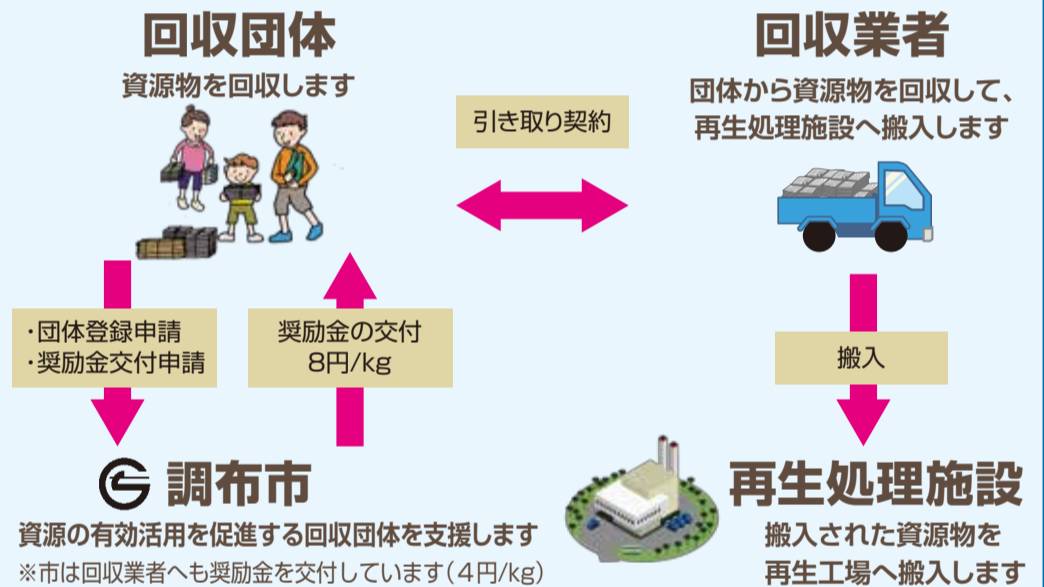 回収団体
資源物を回収します
引き取り契約
回収業者
団体から資源物を回収して、
再生処理施設へ搬入します
・団体登録申請
・奨励金交付申請
奨励金の交付
8円/kg
搬入
調布市
資源の有効活用を促進する回収団体を支援します
※市は回収業者へも奨励金を交付しています（4円/kg）
再生処理施設
搬入された資源物を
再生工場へ搬入します